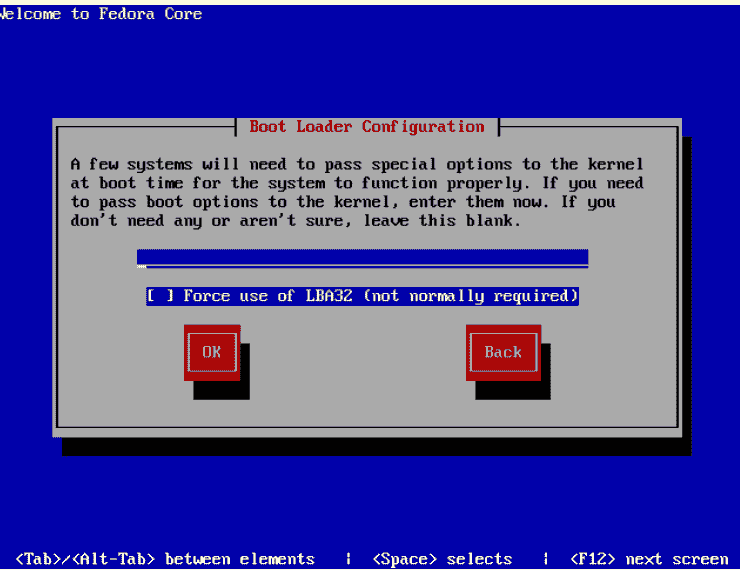 Welcome to Fedora Core
Boot Loader Configuration
A few systems will need to pass special options to the kernel
at boot time for the system to function properly. If you need
to pass boot options to the kernel, enter them now. If you
don't need any or aren't sure, leave this blank.
[ ] Force use of LBA32 (not normally required)
OK Back
<Tab>/<Alt-Tab> between elements | <Space> selects | <F12> next screen